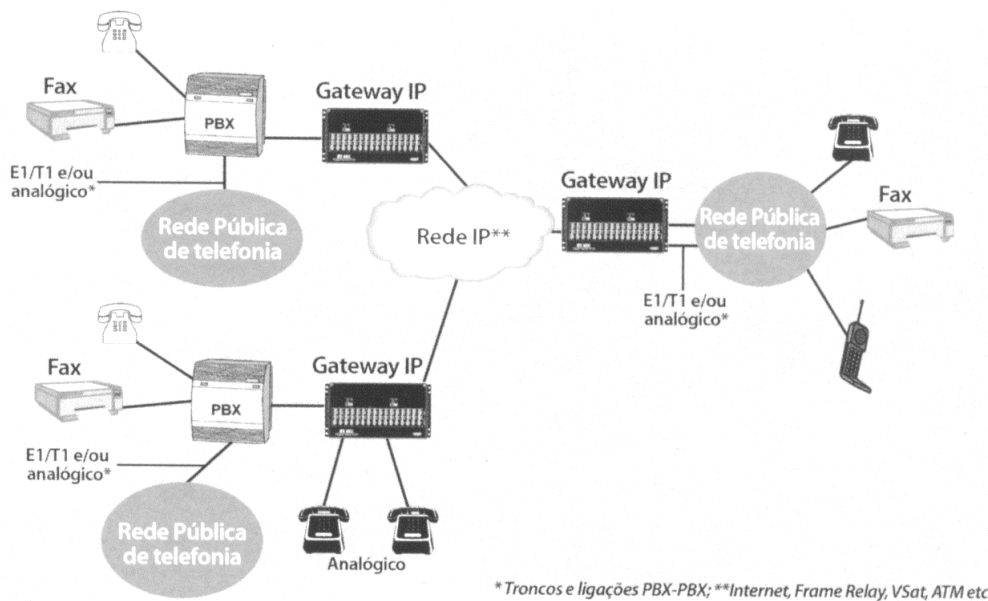 Fax
PBX
Gateway IP
E1/T1 e/ou
analógico*
Rede Pública
de telefonia
Rede IP**
Gateway IP
Rede Pública
de telefonia
Fax
E1/T1 e/ou
analógico*
Fax
PBX
Gateway IP
E1/T1 e/ou
analógico*
Rede Pública
de telefonia
Analógico
*Troncos e ligações PBX-PBX; **Internet, Frame Relay, VSat, ATM etc